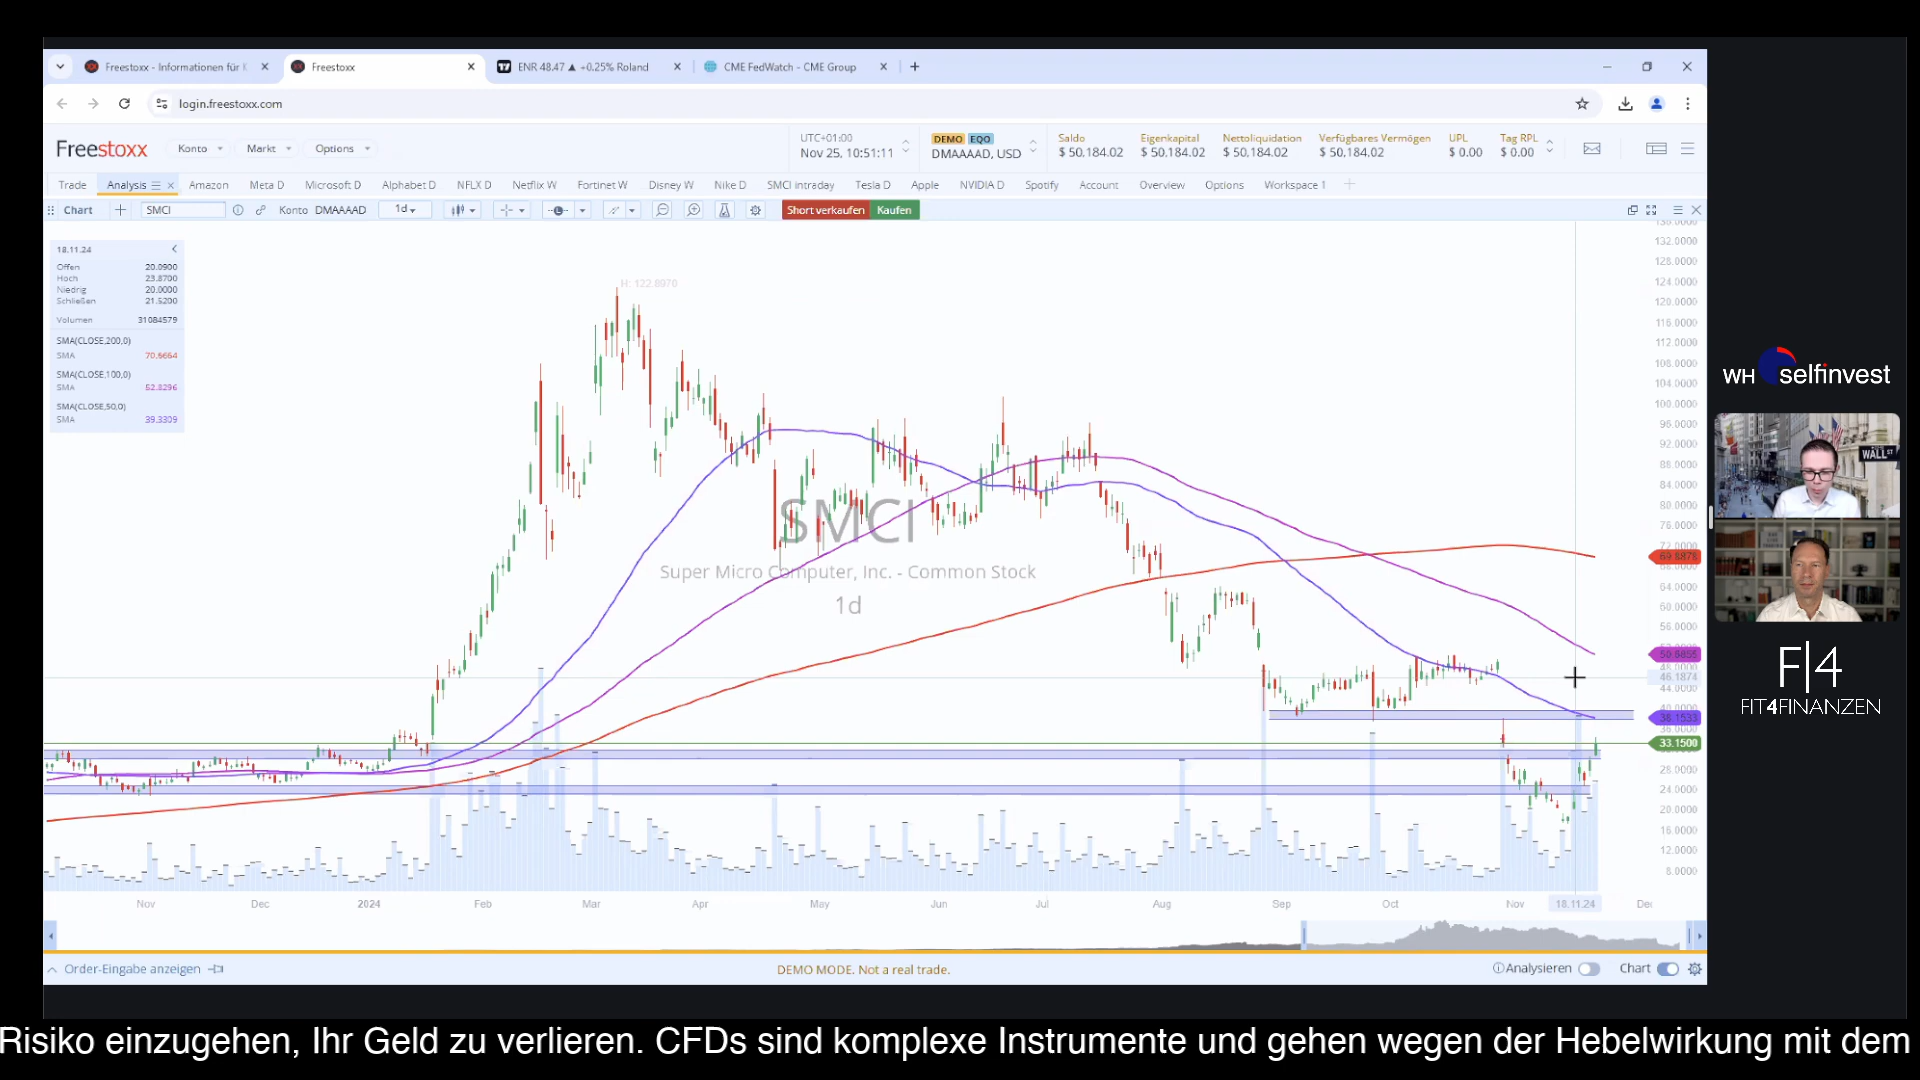 Freestoxx - Informationen für K
Freestoxx
ENR 48.47 ▲ +0.25% Roland
CME FedWatch - CME Group
login.freestoxx.com
Freestoxx
Konto
Markt
Options
UTC+01:00
Nov 25, 10:51:11
DEMO EQO
DMAAAAD, USD
Saldo
$ 50,184.02
Eigenkapital
$ 50,184.02
Nettoliquidation
$ 50,184.02
Verfügbares Vermögen
$ 50,184.02
UPL
$ 0.00
Tag RPL
$ 0.00
Trade Analysis Amazon Meta D Microsoft D Alphabet D NFLX D Netflix W Fortinet W Disney W Nike D SMCI intraday Tesla D Apple NVIDIA D Spotify Account Overview Options Workspace 1
Chart SMCI Konto DMAAAAD 1d Short verkaufen Kaufen
18.11.24
Offen 20.0900
Hoch 23.8700
Niedrig 20.0000
Schließen 21.5200
Volumen 31084579
SMA(CLOSE,200,0)
SMA 70.6664
SMA(CLOSE,100,0)
SMA 52.8296
SMA(CLOSE,50,0)
SMA 39.3309
H: 122.8970
SMCI
Super Micro Computer, Inc. - Common Stock
1d
132.0000
128.0000
124.0000
120.0000
116.0000
112.0000
108.0000
104.0000
100.0000
96.0000
92.0000
88.0000
84.0000
80.0000
76.0000
68.0000
64.0000
60.0000
56.0000
46.1874
44.0000
38.1533
33.1500
28.0000
24.0000
20.0000
16.0000
12.0000
8.0000
Nov Dec 2024 Feb Mar Apr May Jun Jul Aug Sep Oct Nov 18.11.24
Order-Eingabe anzeigen
DEMO MODE. Not a real trade.
Analysieren
Chart
WH selfinvest
WALL ST
F|4
FIT4FINANZEN
Risiko einzugehen, Ihr Geld zu verlieren. CFDs sind komplexe Instrumente und gehen wegen der Hebelwirkung mit dem